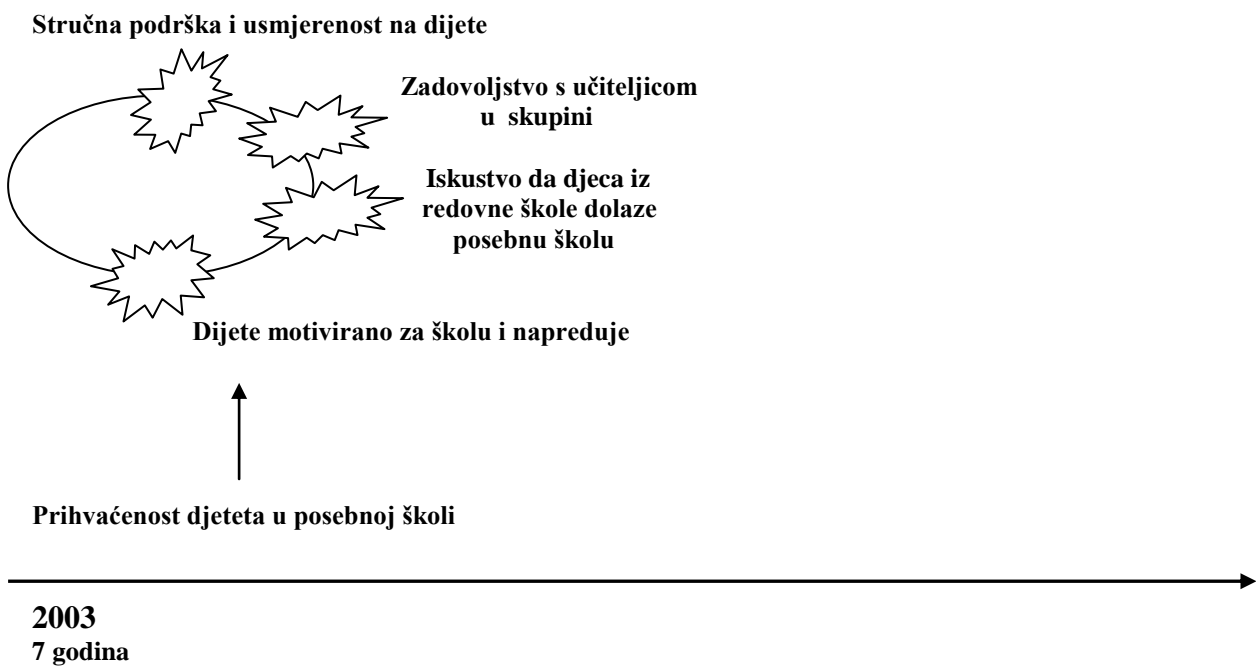 Stručna podrška i usmjerenost na dijete
Zadovoljstvo s učiteljicom
u skupini
Iskustvo da djeca iz
redovne škole dolaze
posebnu školu
Dijete motivirano za školu i napreduje
Prihvaćenost djeteta u posebnoj školi
2003
7 godina